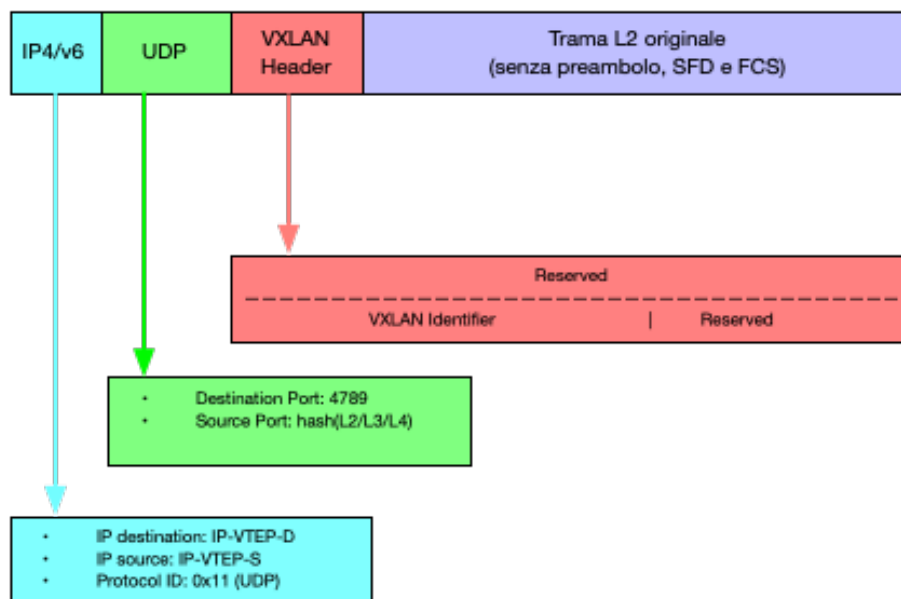 IP4/v6
UDP
VXLAN
Header
Trama L2 originale
(senza preambolo, SFD e FCS)
Reserved
VXLAN Identifier | Reserved
• Destination Port: 4789
• Source Port: hash(L2/L3/L4)
• IP destination: IP-VTEP-D
• IP source: IP-VTEP-S
• Protocol ID: 0x11 (UDP)